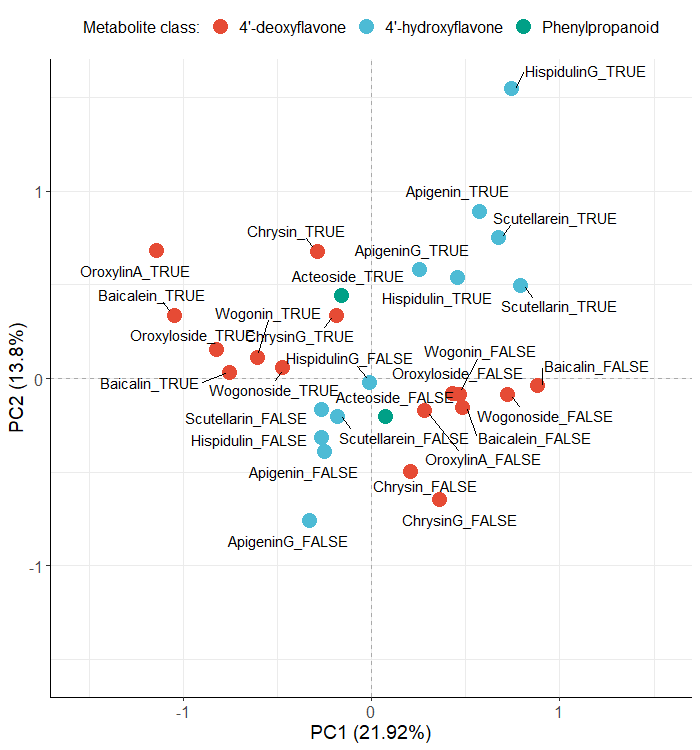 Metabolite class: 4'-deoxyflavone 4'-hydroxyflavone Phenylpropanoid
HispidulinG_TRUE
Apigenin_TRUE
Scutellarein_TRUE
Chrysin_TRUE
ApigeninG_TRUE
OroxylinA_TRUE
Acteoside_TRUE
Baicalein_TRUE
Hispidulin_TRUE
Scutellarin_TRUE
Wogonin_TRUE
Oroxyloside_TRUE
ChrysinG_TRUE
HispidulinG_FALSE
Wogonin_FALSE
Baicalein_FALSE
Baicalin_FALSE
Oroxyloside_FALSE
Baicalin_TRUE
Wogonoside_TRUE
Acteoside_FALSE
Scutellarin_FALSE
Wogonoside_FALSE
Hispidulin_FALSE
Scutellarein_FALSE
OroxylinA_FALSE
Apigenin_FALSE
Chrysin_FALSE
ChrysinG_FALSE
ApigeninG_FALSE
1
0
-1
-1 0 1
PC1 (21.92%)
PC2 (13.8%)